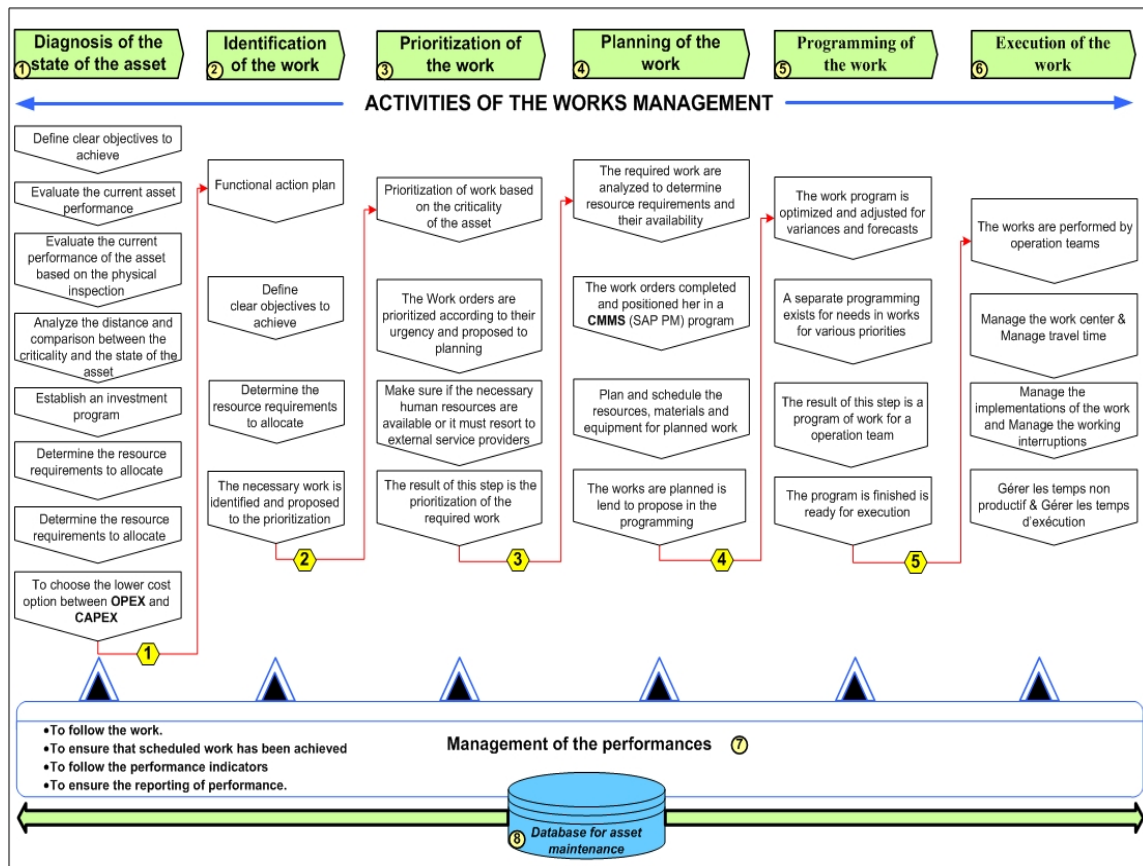 Diagnosis of the
state of the asset
1
Identification
of the work
2
Prioritization of
the work
3
Planning of the
work
4
Programming of
the work
5
Execution of the
work
6
ACTIVITIES OF THE WORKS MANAGEMENT
Define clear objectives to
achieve
Evaluate the current asset
performance
Evaluate the current
performance of the asset
based on the physical
inspection
Analyze the distance and
comparison between the
criticality and the state of the
asset
Establish an investment
program
Determine the resource
requirements to allocate
Determine the resource
requirements to allocate
To choose the lower cost
option between OPEX and
CAPEX
1
Functional action plan
Define
clear objectives to
achieve
Determine the
resource requirements
to allocate
The necessary work is
identified and proposed
to the prioritization
2
Prioritization of work based
on the criticality
of the asset
The Work orders are
prioritized according to their
urgency and proposed to
planning
Make sure if the necessary
human resources are
available or it must resort to
external service providers
The result of this step is the
prioritization of the
required work
3
The required work are
analyzed to determine
resource requirements and
their availability
The work orders completed
and positioned her in a
CMMS (SAP PM) program
Plan and schedule the
resources, materials and
equipment for planned work
The works are planned is
lend to propose in the
programming
4
The work program is
optimized and adjusted for
variances and forecasts
A separate programming
exists for needs in works
for various priorities
The result of this step is a
program of work for a
operation team
The program is finished is
ready for execution
5
The works are performed by
operation teams
Manage the work center &
Manage travel time
Manage the
implementations of the work
and Manage the working
interruptions
Gérer les temps non
productif & Gérer les temps
d'exécution
•To follow the work.
•To ensure that scheduled work has been achieved
•To follow the performance indicators
•To ensure the reporting of performance.
Management of the performances 7
8 Database for asset
maintenance